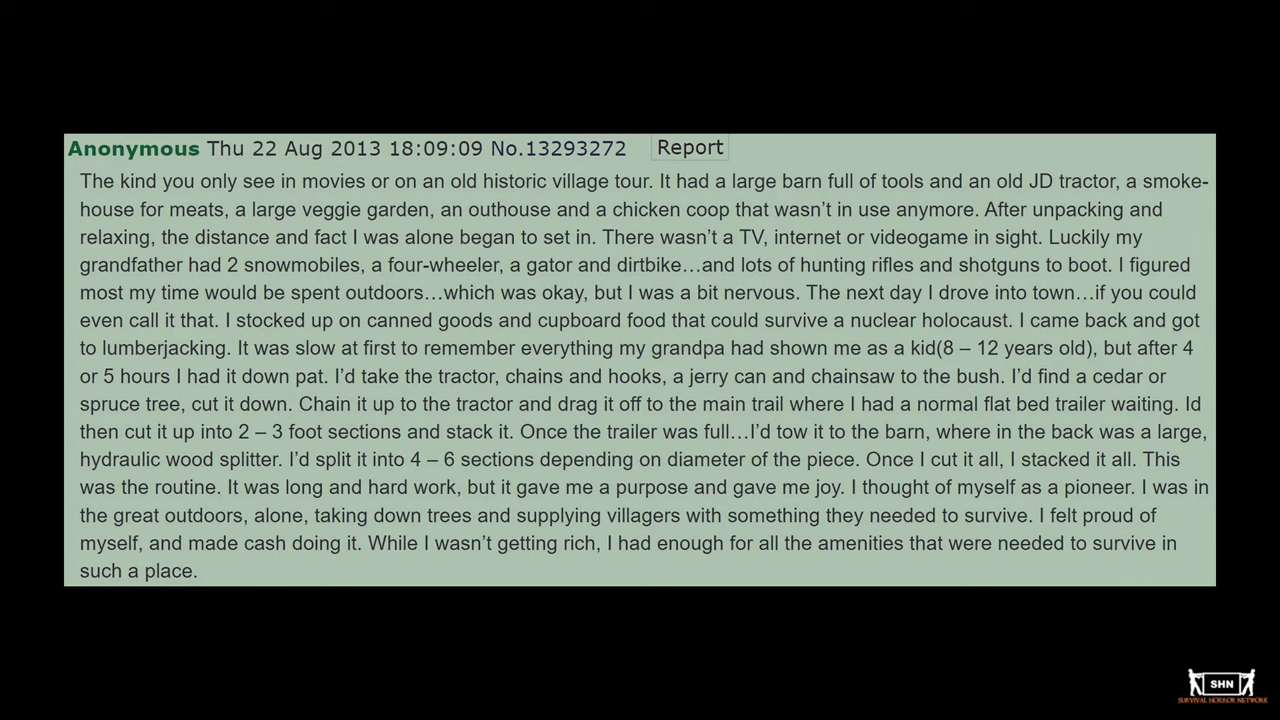 Anonymous Thu 22 Aug 2013 18:09:09 No.13293272 Report
The kind you only see in movies or on an old historic village tour. It had a large barn full of tools and an old JD tractor, a smoke-
house for meats, a large veggie garden, an outhouse and a chicken coop that wasn’t in use anymore. After unpacking and
relaxing, the distance and fact I was alone began to set in. There wasn’t a TV, internet or videogame in sight. Luckily my
grandfather had 2 snowmobiles, a four-wheeler, a gator and dirtbike…and lots of hunting rifles and shotguns to boot. I figured
most my time would be spent outdoors…which was okay, but I was a bit nervous. The next day I drove into town…if you could
even call it that. I stocked up on canned goods and cupboard food that could survive a nuclear holocaust. I came back and got
to lumberjacking. It was slow at first to remember everything my grandpa had shown me as a kid(8 – 12 years old), but after 4
or 5 hours I had it down pat. I’d take the tractor, chains and hooks, a jerry can and chainsaw to the bush. I’d find a cedar or
spruce tree, cut it down. Chain it up to the tractor and drag it off to the main trail where I had a normal flat bed trailer waiting. Id
then cut it up into 2 – 3 foot sections and stack it. Once the trailer was full…I’d tow it to the barn, where in the back was a large,
hydraulic wood splitter. I’d split it into 4 – 6 sections depending on diameter of the piece. Once I cut it all, I stacked it all. This
was the routine. It was long and hard work, but it gave me a purpose and gave me joy. I thought of myself as a pioneer. I was in
the great outdoors, alone, taking down trees and supplying villagers with something they needed to survive. I felt proud of
myself, and made cash doing it. While I wasn’t getting rich, I had enough for all the amenities that were needed to survive in
such a place.
SHN
SURVIVAL HORROR NETWORK